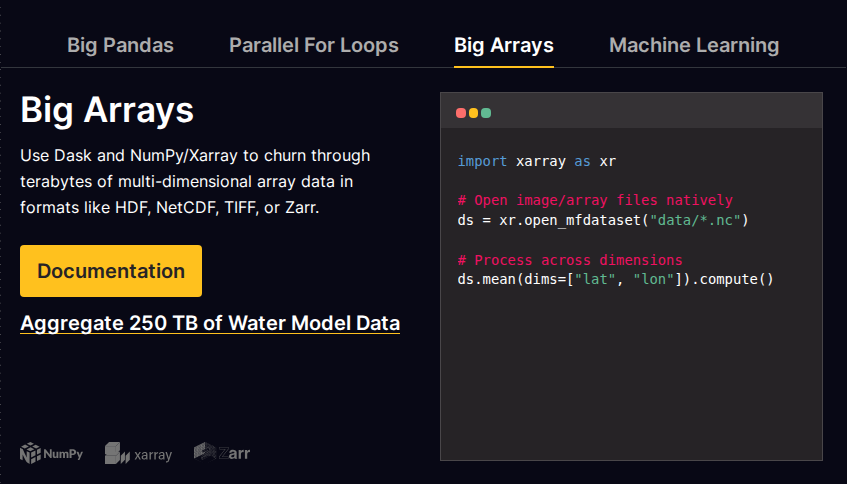 Big Pandas Parallel For Loops Big Arrays Machine Learning
Big Arrays
Use Dask and NumPy/Xarray to churn through
terabytes of multi-dimensional array data in
formats like HDF, NetCDF, TIFF, or Zarr.
Documentation
Aggregate 250 TB of Water Model Data
NumPy xarray Zarr
import xarray as xr
# Open image/array files natively
ds = xr.open_mfdataset("data/*.nc")
# Process across dimensions
ds.mean(dims=["lat", "lon"]).compute()